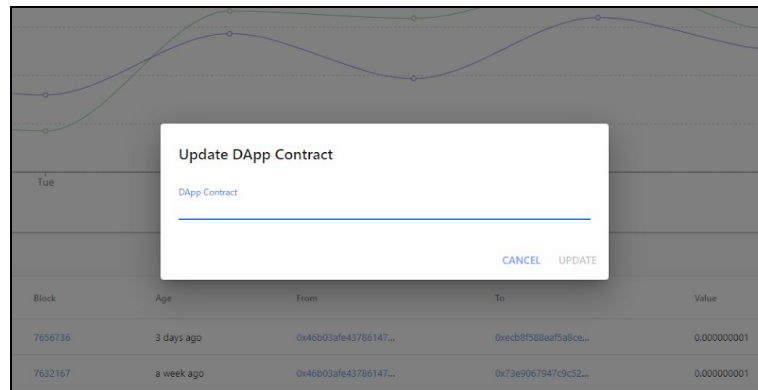 Update DApp Contract
Tue
DApp Contract
CANCEL UPDATE
Block Age From To Value
7656736 3 days ago 0x46b03afe43786147... 0xecb8f588eaf5a8ce... 0.000000001
7632167 a week ago 0x46b03afe43786147... 0x73e9067947c9c52... 0.000000001